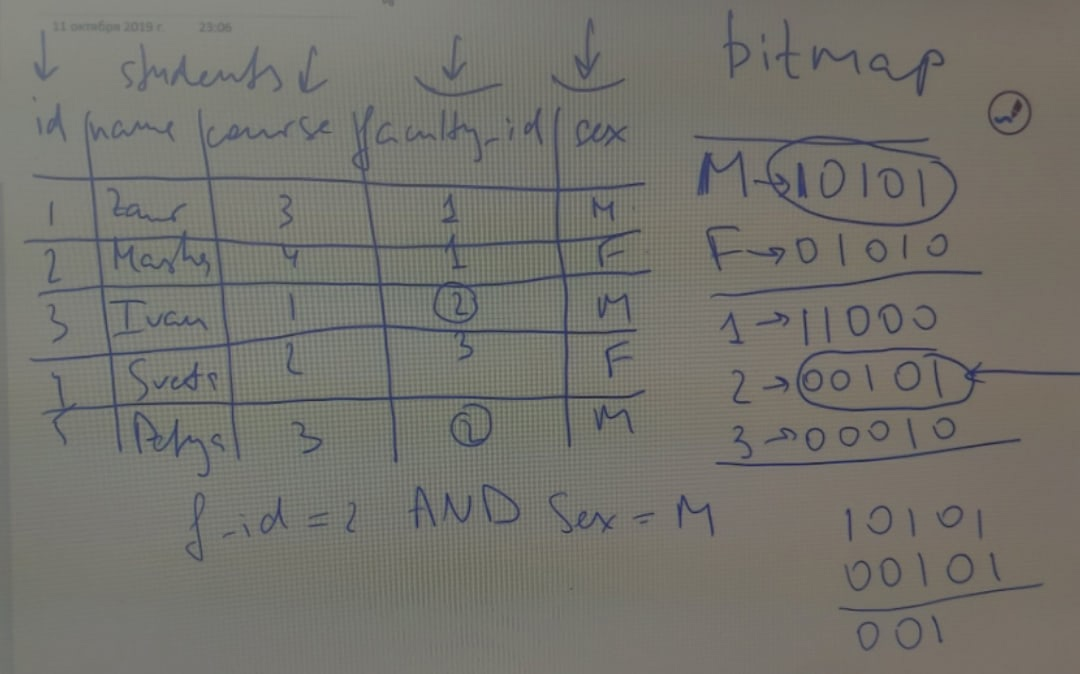 11 октября 2019 г. 23:06
students
bitmap
id name course faculty_id sex
1 Zaur 3 1 M
2 Masha 4 1 F
3 Ivan 1 2 M
Sveta 2 3 F
5 Petya 3 2 M
M→10101
F→01010
1→11000
2→00101
3→00010
f_id=2 AND Sex=M
10101
00101
001